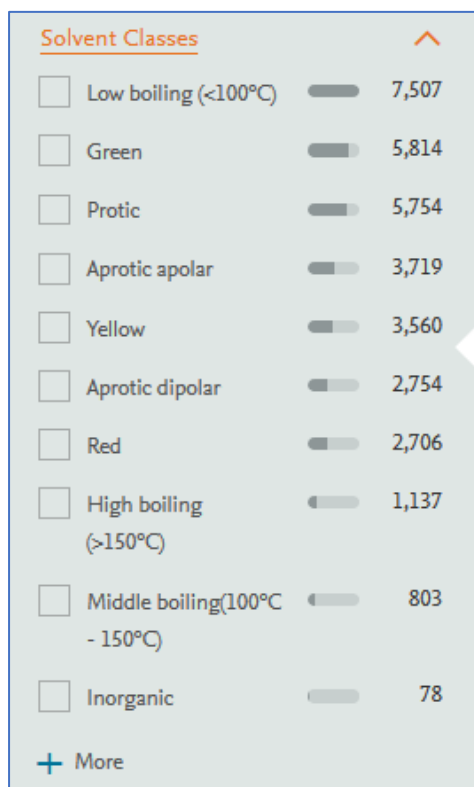 Solvent Classes
Low boiling (<100°C) 7,507
Green 5,814
Protic 5,754
Aprotic apolar 3,719
Yellow 3,560
Aprotic dipolar 2,754
Red 2,706
High boiling 1,137
(>150°C)
Middle boiling(100°C 803
- 150°C)
Inorganic 78
+ More